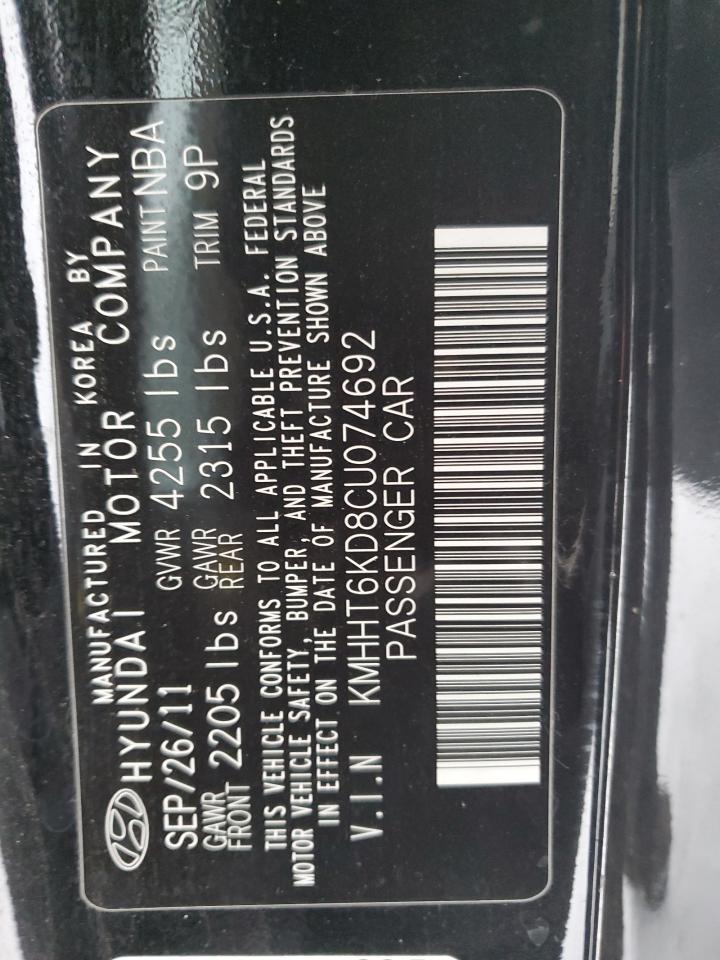 MANUFACTURED IN KOREA BY
HYUNDAI MOTOR COMPANY
SEP/26/11 GVWR 4255 lbs PAINT NBA
GAWR FRONT 2205 lbs GAWR REAR 2315 lbs TRIM 9P
THIS VEHICLE CONFORMS TO ALL APPLICABLE U.S.A. FEDERAL
MOTOR VEHICLE SAFETY, BUMPER, AND THEFT PREVENTION STANDARDS
IN EFFECT ON THE DATE OF MANUFACTURE SHOWN ABOVE
V.I.N KMHHT6KD8CU074692
PASSENGER CAR